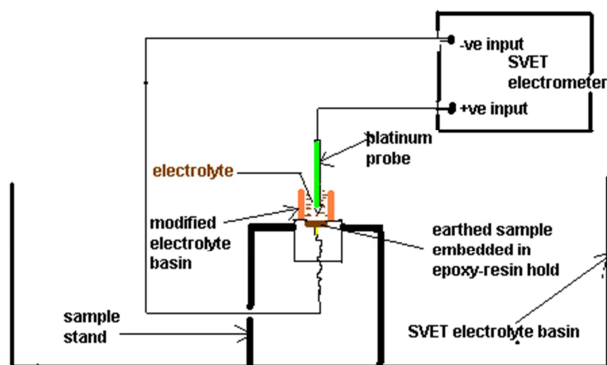 -ve input
SVET
electrometer
+ve input
platinum
probe
electrolyte
modified
electrolyte
basin
earthed sample
embedded in
epoxy-resin hold
sample
stand
SVET electrolyte basin